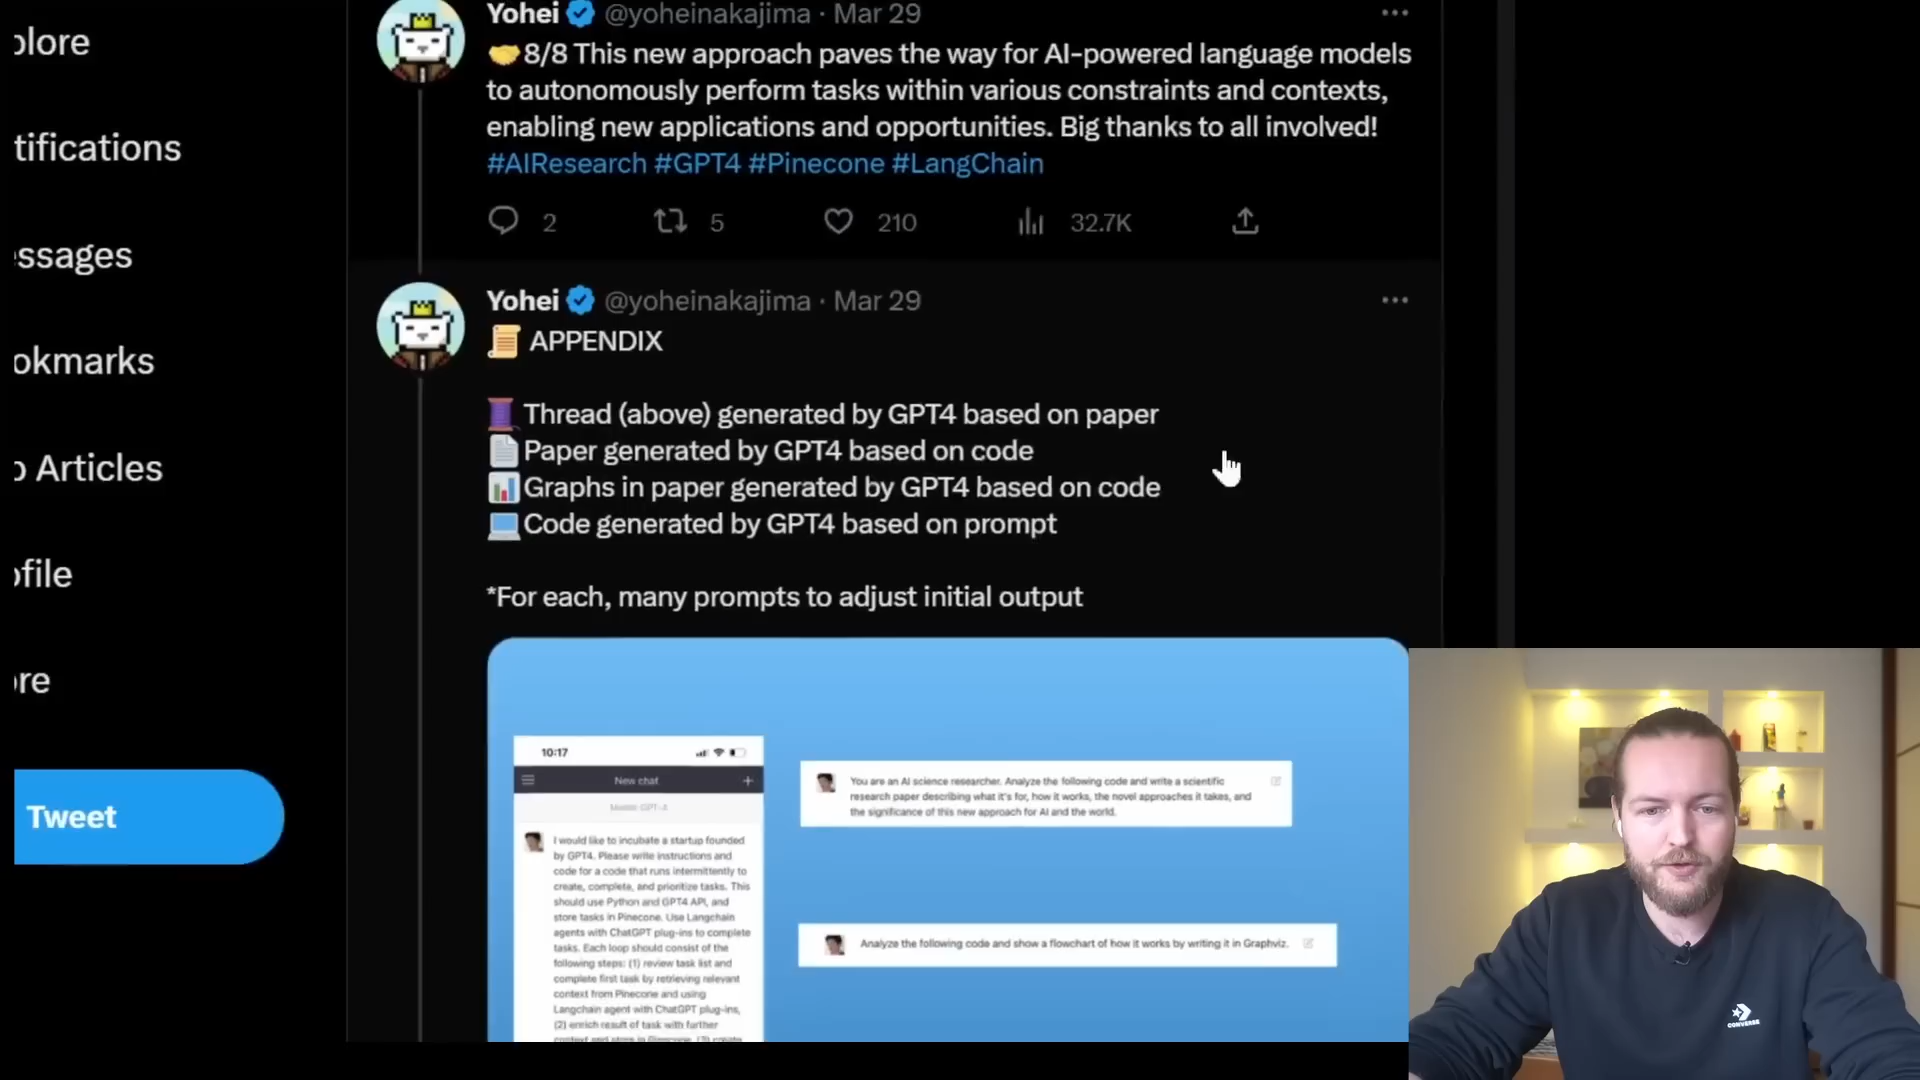 Yohei @yoheinakajima · Mar 29
8/8 This new approach paves the way for AI-powered language models
to autonomously perform tasks within various constraints and contexts,
enabling new applications and opportunities. Big thanks to all involved!
#AIResearch #GPT4 #Pinecone #LangChain
2 5 210 32.7K
plore
tifications
essages
okmarks
o Articles
ofile
ore
Tweet
Yohei @yoheinakajima · Mar 29
APPENDIX
Thread (above) generated by GPT4 based on paper
Paper generated by GPT4 based on code
Graphs in paper generated by GPT4 based on code
Code generated by GPT4 based on prompt
*For each, many prompts to adjust initial output
10:17
New chat
Model: GPT-4
I would like to incubate a startup founded
by GPT4. Please write instructions and
code for a code that runs intermittently to
create, complete, and prioritize tasks. This
should use Python and GPT4 API, and
store tasks in Pinecone. Use Langchain
agents with ChatGPT plug-ins to complete
tasks. Each loop should consist of the
following steps: (1) review task list and
complete first task by retrieving relevant
context from Pinecone and using
Langchain agent with ChatGPT plug-ins,
(2) enrich result of task with further
You are an AI science researcher. Analyze the following code and write a scientific
research paper describing what it's for, how it works, the novel approaches it takes, and
the significance of this new approach for AI and the world.
Analyze the following code and show a flowchart of how it works by writing it in Graphviz.
CONVERSE